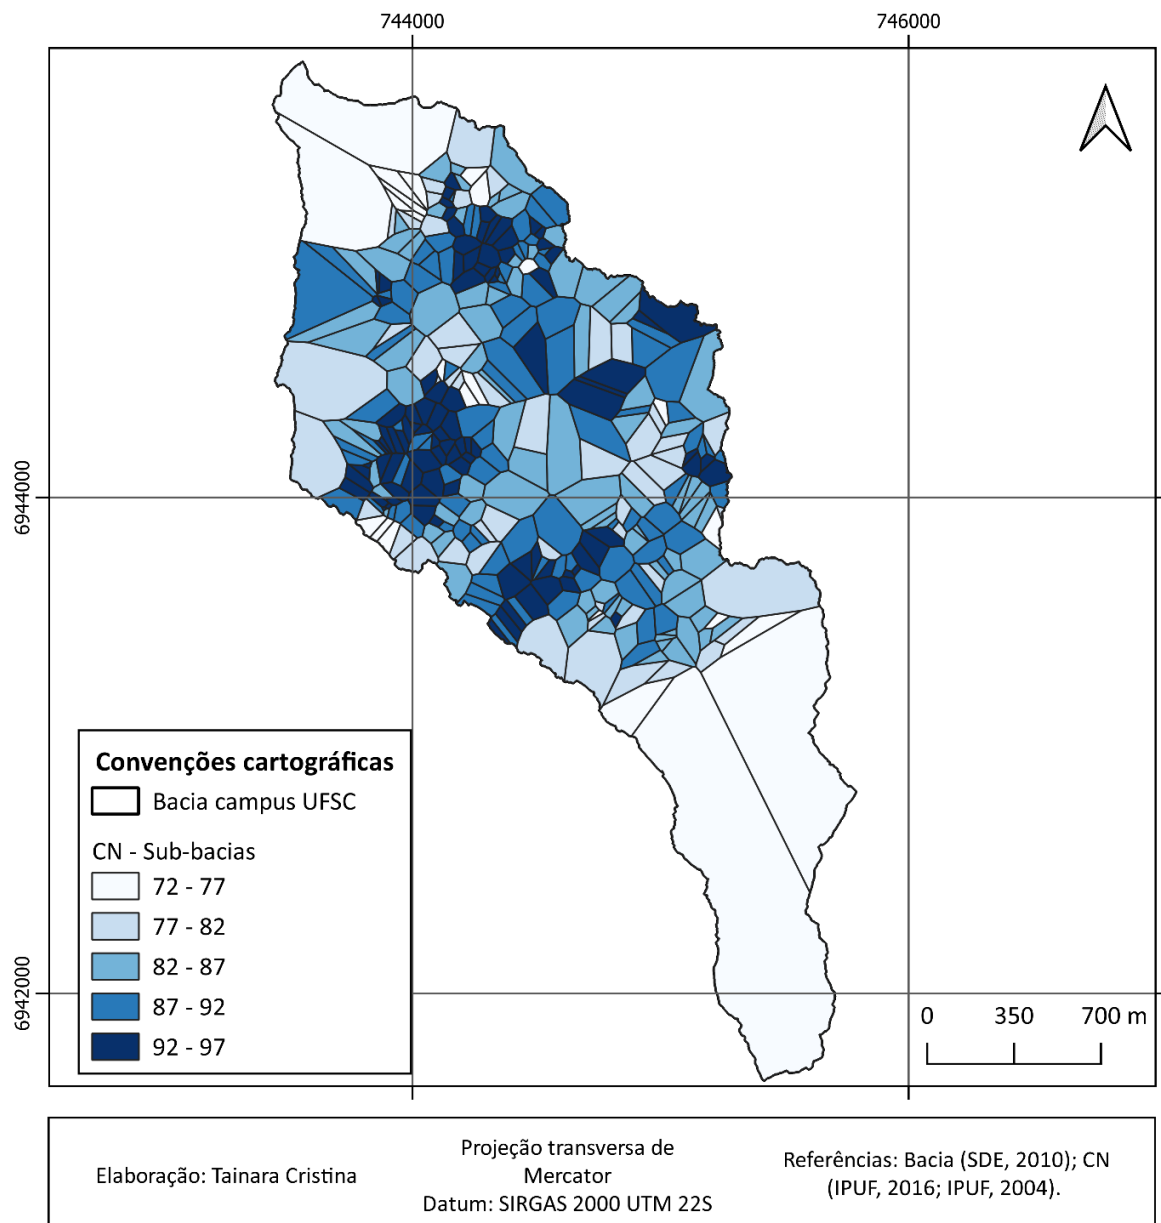 744000
746000
6944000
6942000
Convenções cartográficas
Bacia campus UFSC
CN - Sub-bacias
72 - 77
77 - 82
82 - 87
87 - 92
92 - 97
0 350 700 m
Elaboração: Tainara Cristina
Projeção transversa de
Mercator
Datum: SIRGAS 2000 UTM 22S
Referências: Bacia (SDE, 2010); CN
(IPUF, 2016; IPUF, 2004).